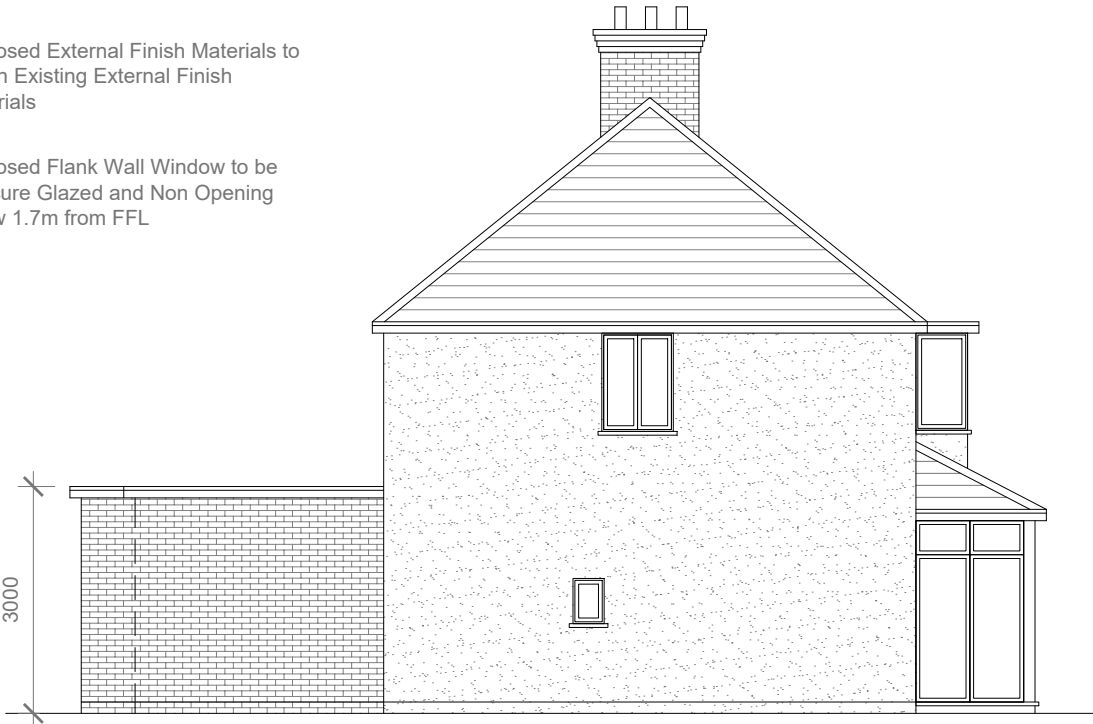 osed External Finish Materials to
n Existing External Finish
rials
osed Flank Wall Window to be
ure Glazed and Non Opening
w 1.7m from FFL
3000